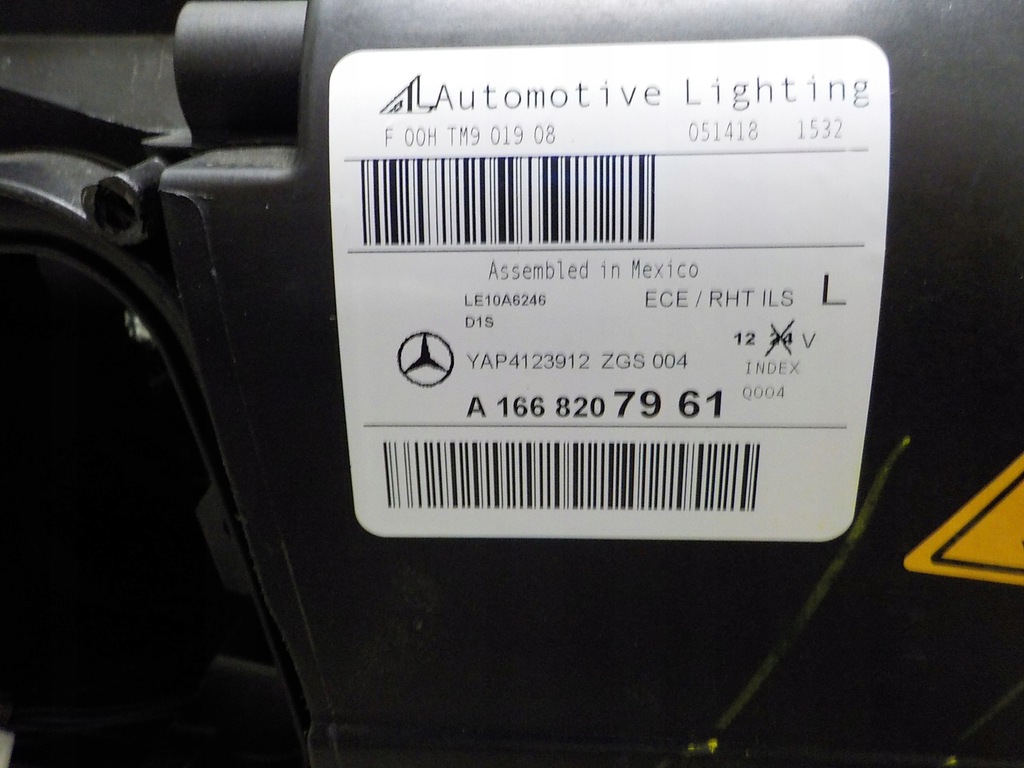 AL Automotive Lighting
F 00H TM9 019 08 051418 1532
Assembled in Mexico
LE10A6246 ECE / RHT ILS L
D1S
12 24 V
YAP4123912 ZGS 004 INDEX
A 166 820 79 61 Q004